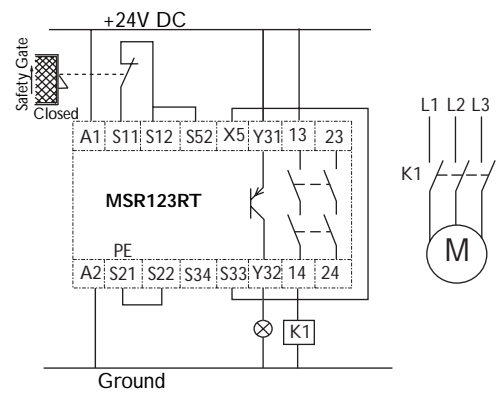 +24V DC
Safety Gate
Closed
A1 S11 S12 S52 X5 Y31 13 23
MSR123RT
PE
A2 S21 S22 S34 S33 Y32 14 24
K1
Ground
L1 L2 L3
K1
M